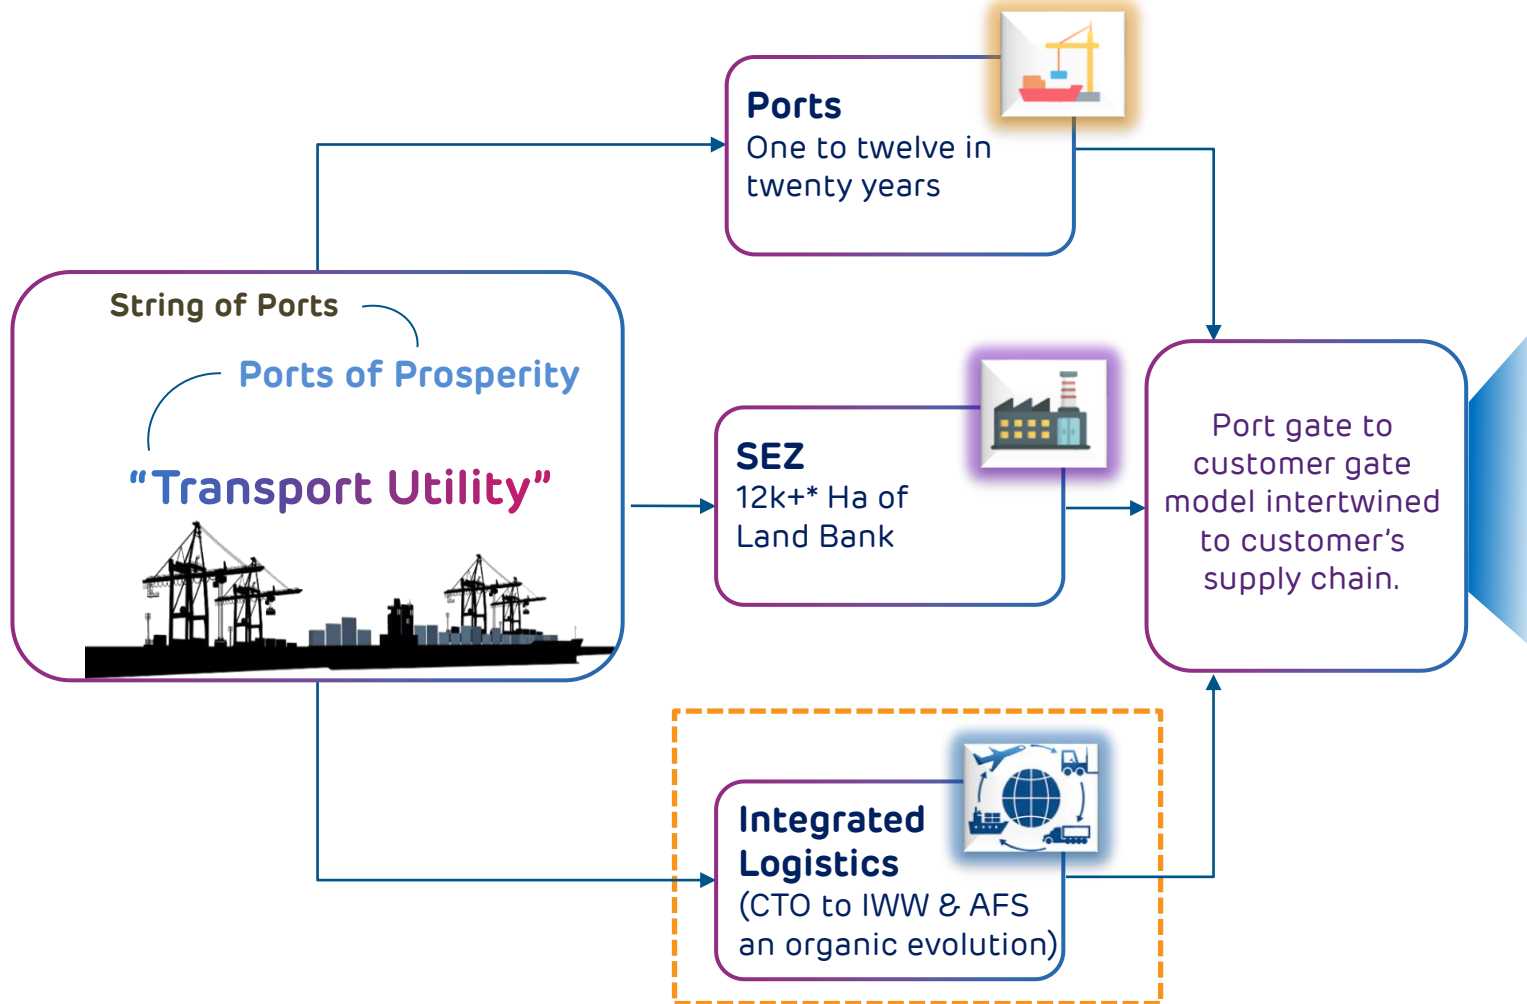 Ports
One to twelve in
twenty years
String of Ports
Ports of Prosperity
“Transport Utility”
SEZ
12k+* Ha of
Land Bank
Port gate to
customer gate
model intertwined
to customer’s
supply chain.
Integrated
Logistics
(CTO to IWW & AFS
an organic evolution)